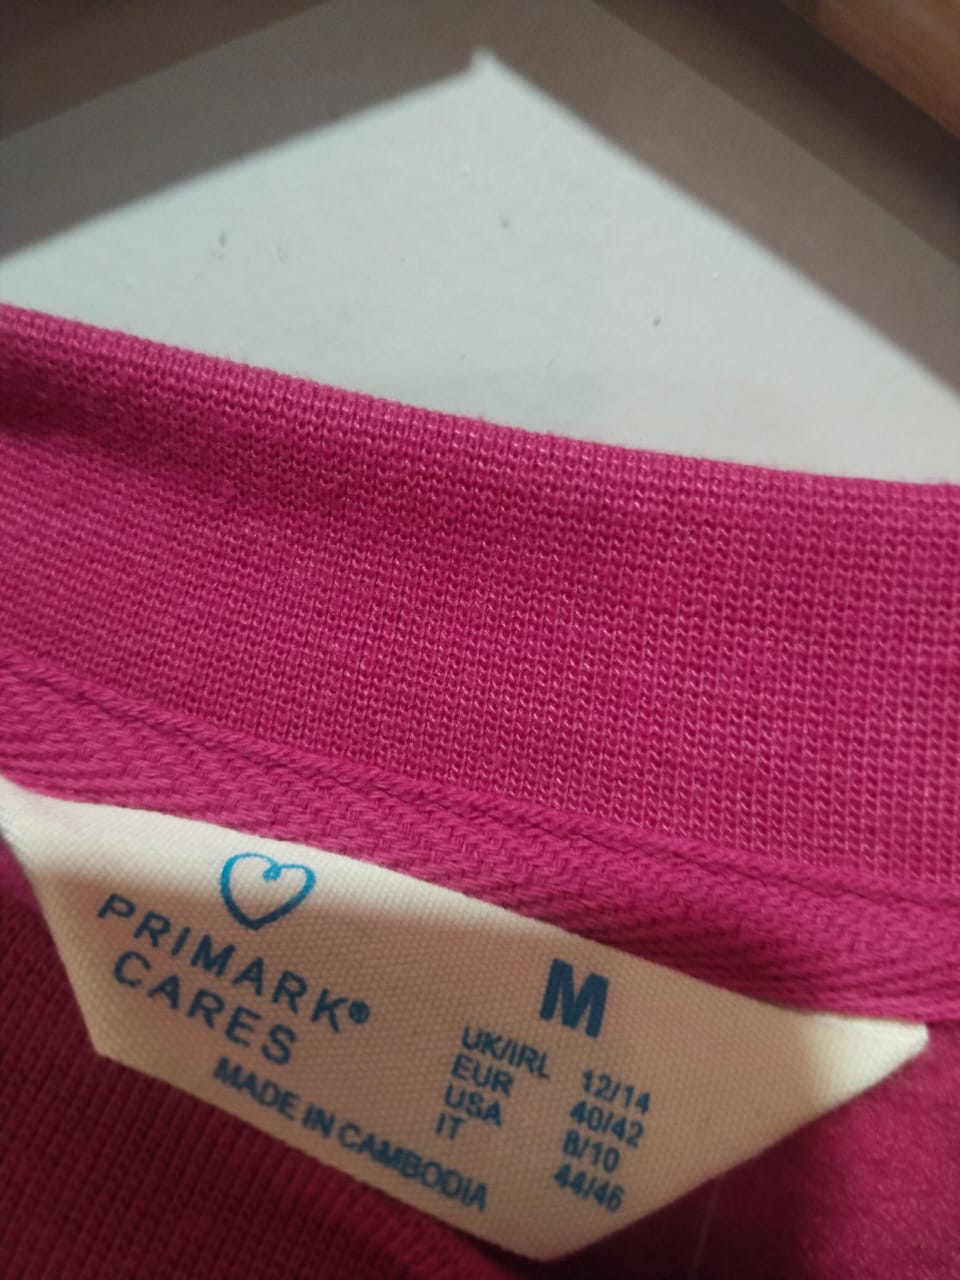 PRIMARK®
CARES
MADE IN CAMBODIA
M
UK/IRL 12/14
EUR 40/42
USA 8/10
IT 44/46